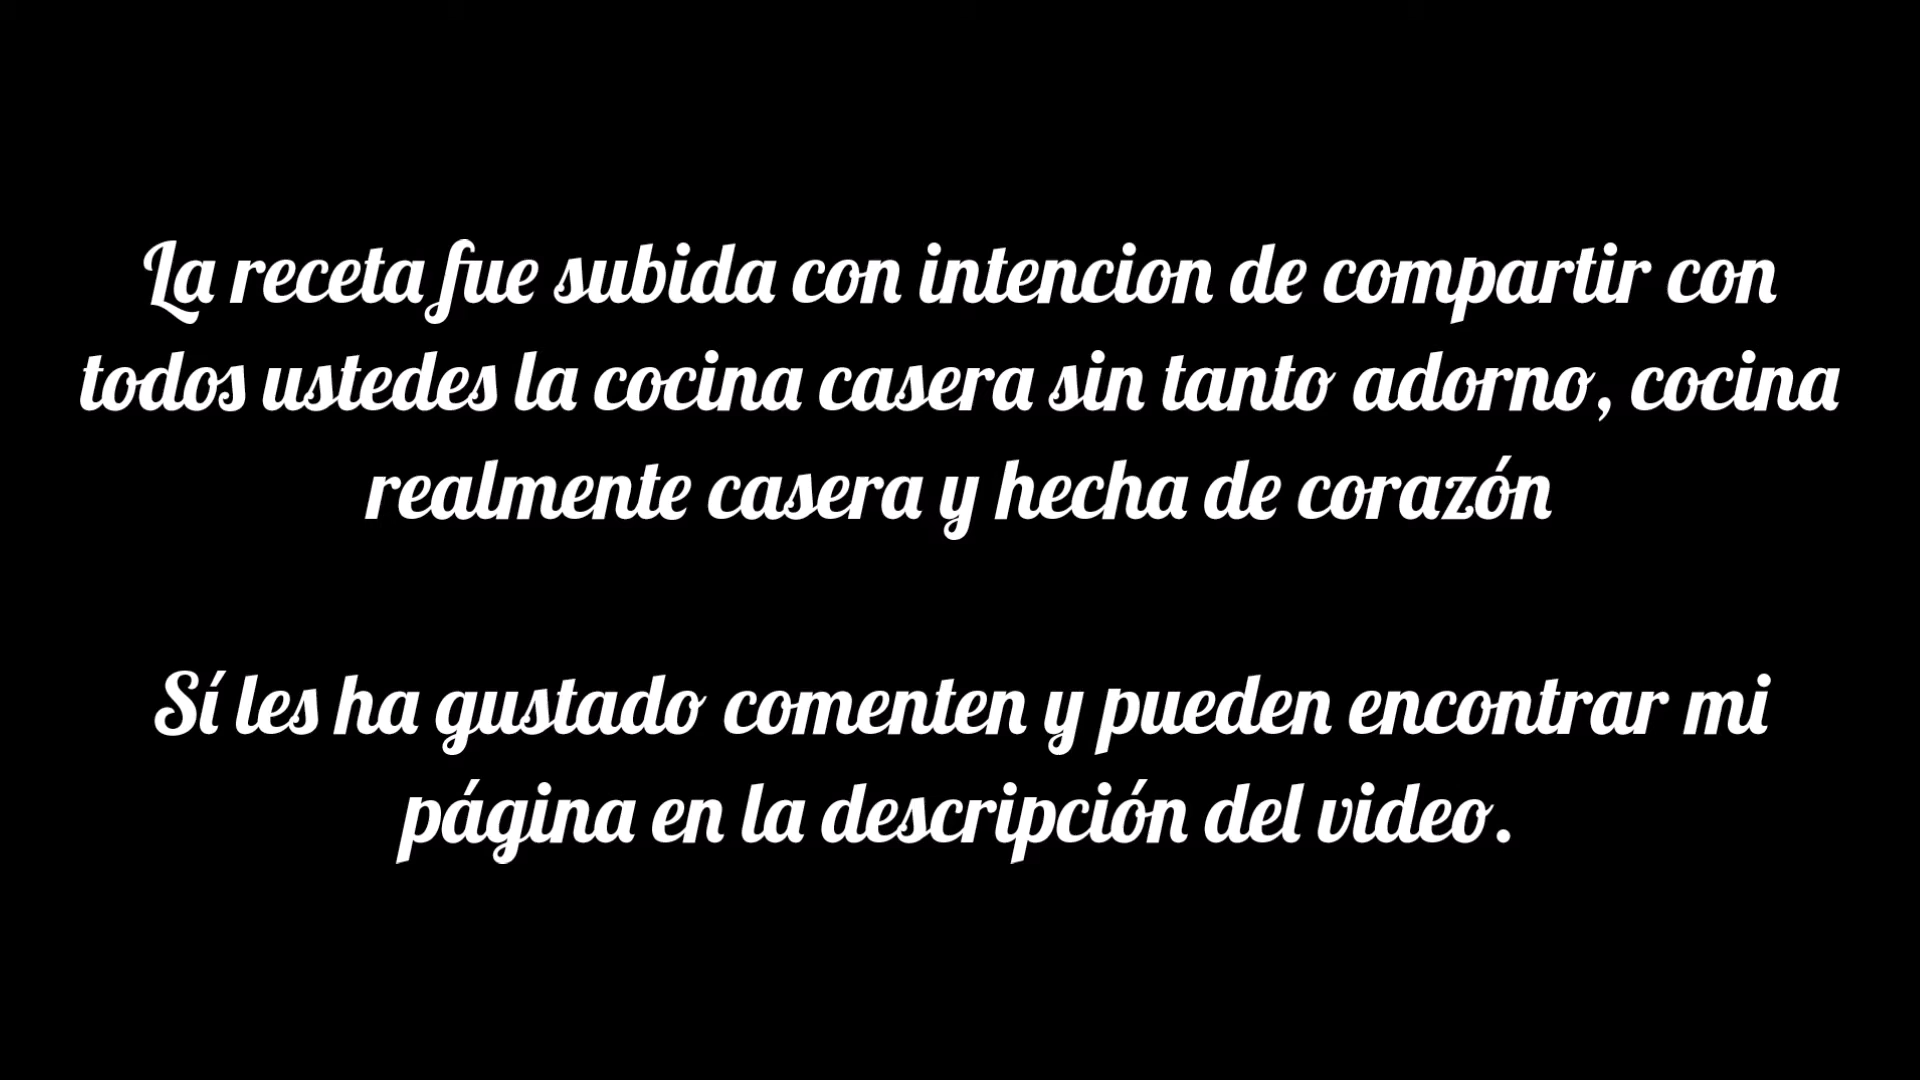 La receta fue subida con intencion de compartir con
todos ustedes la cocina casera sin tanto adorno, cocina
realmente casera y hecha de corazón
Sí les ha gustado comenten y pueden encontrar mi
página en la descripción del video.